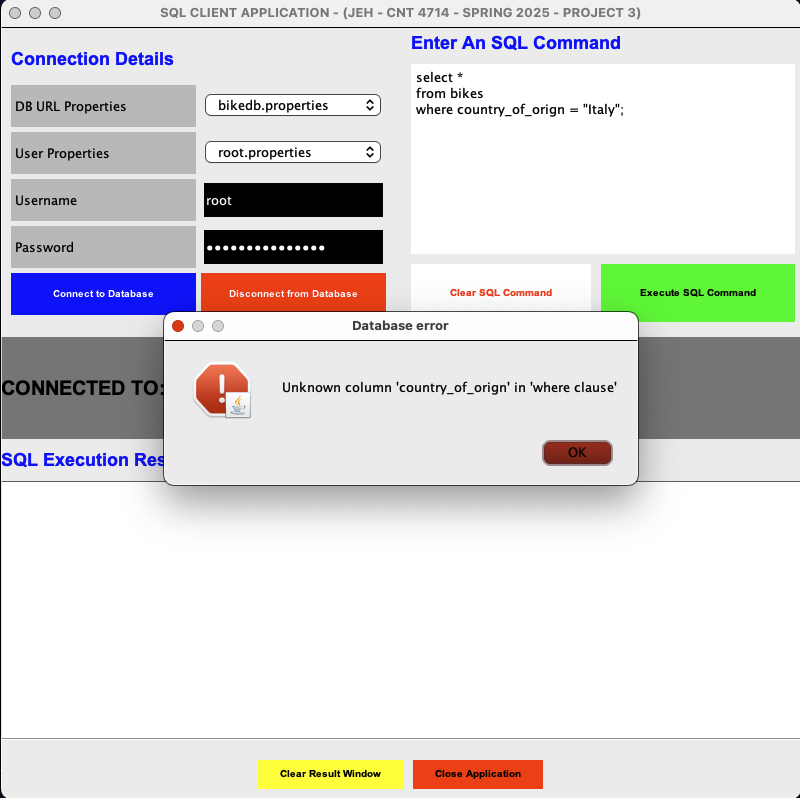 SQL CLIENT APPLICATION - (JEH - CNT 4714 - SPRING 2025 - PROJECT 3)
Connection Details
DB URL Properties
bikedb.properties
User Properties
root.properties
Username
root
Password
•••••••••••••••
Connect to Database
Disconnect from Database
Enter An SQL Command
select *
from bikes
where country_of_orign = "Italy";
Clear SQL Command
Execute SQL Command
CONNECTED TO:
Database error
Unknown column 'country_of_orign' in 'where clause'
OK
SQL Execution Res
Clear Result Window
Close Application